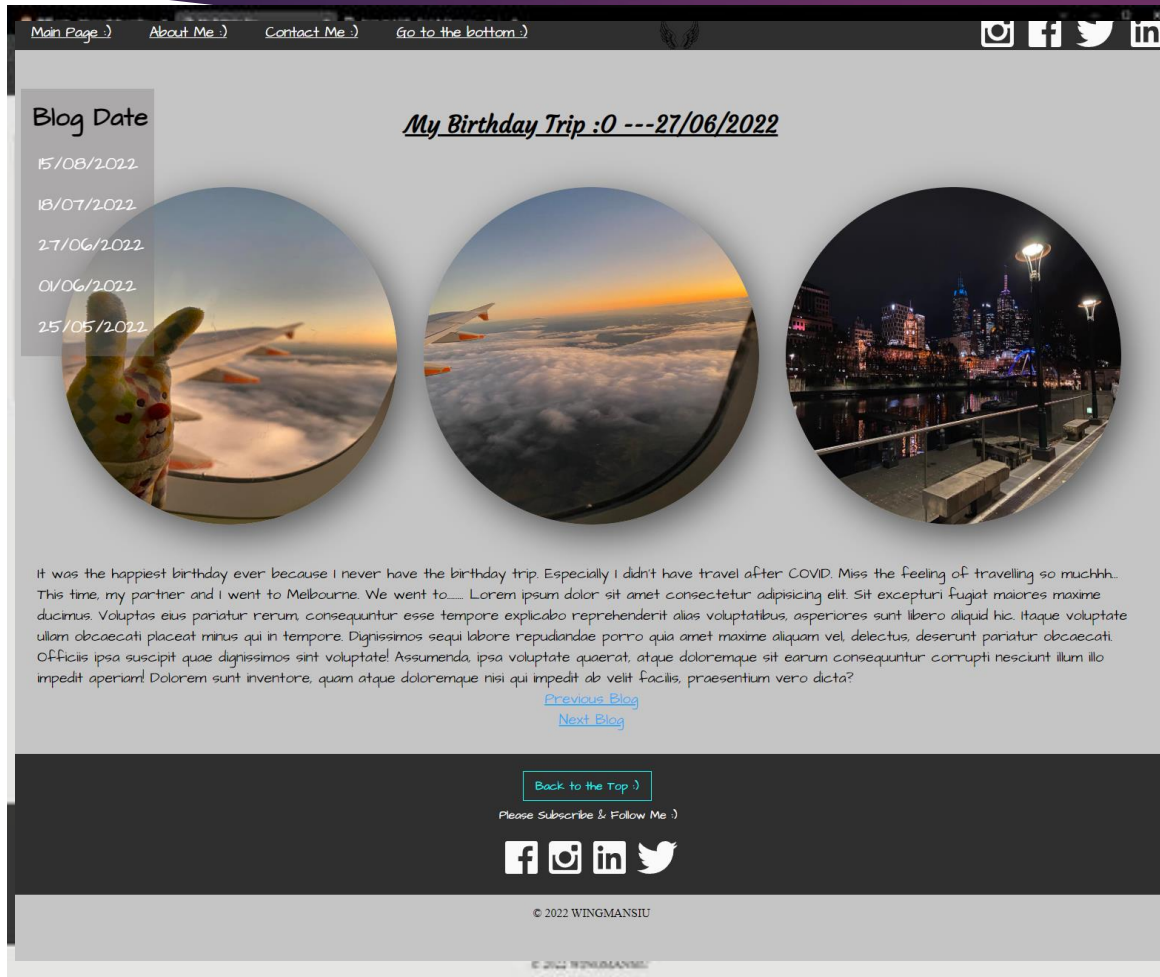 Main Page :)
About Me :)
Contact Me :)
Go to the bottom :)
Blog Date
15/08/2022
18/07/2022
27/06/2022
01/06/2022
25/05/2022
My Birthday Trip :O ---27/06/2022
It was the happiest birthday ever because I never have the birthday trip. Especially I didn't have travel after COVID. Miss the feeling of travelling so muchhh...
This time, my partner and I went to Melbourne. We went to....... Lorem ipsum dolor sit amet consectetur adipisicing elit. Sit excepturi fugiat maiores maxime
ducimus. Voluptas eius pariatur rerum, consequuntur esse tempore explicabo reprehenderit alias voluptatibus, asperiores sunt libero aliquid hic. Itaque voluptate
ullam obcaecati placeat minus qui in tempore. Dignissimos sequi labore repudiandae porro quia amet maxime aliquam vel, delectus, deserunt pariatur obcaecati.
Officiis ipsa suscipit quae dignissimos sint voluptate! Assumenda, ipsa voluptate quaerat, atque doloremque sit earum consequuntur corrupti nesciunt illum illo
impedit aperiam! Dolorem sunt inventore, quam atque doloremque nisi qui impedit ab velit facilis, praesentium vero dicta?
Previous Blog
Next Blog
Back to the Top :)
Please Subscribe & Follow Me :)
© 2022 WINGMANSIU
© 2022 WINGMANSIU